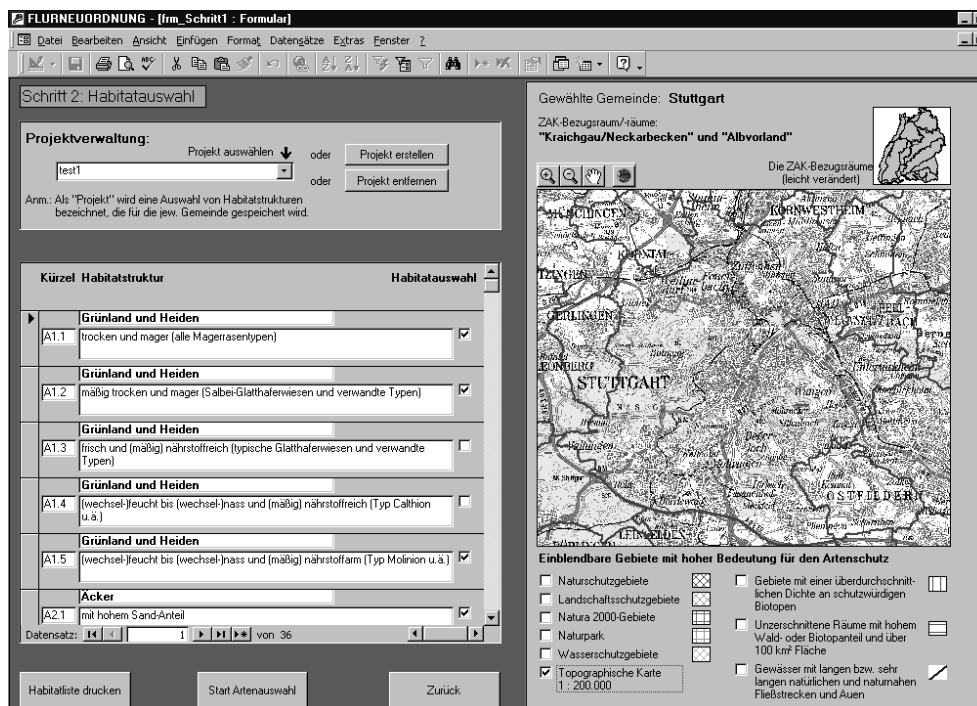 FLURNEUORDNUNG - [frm_Schritt1 : Formular]
Datei Bearbeiten Ansicht Einfügen Format Datensätze Extras Fenster ?
Schritt 2: Habitatauswahl
Projektverwaltung:
Projekt auswählen
oder
Projekt erstellen
test1
oder
Projekt entfernen
Anm.: Als "Projekt" wird eine Auswahl von Habitatstrukturen
bezeichnet, die für die jew. Gemeinde gespeichert wird.
Kürzel Habitatstruktur Habitatauswahl
Grünland und Heiden
A1.1 trocken und mager (alle Magerrasentypen)
Grünland und Heiden
A1.2 mäßig trocken und mager (Salbei-Glatthaferwiesen und verwandte Typen)
Grünland und Heiden
A1.3 frisch und (mäßig) nährstoffreich (typische Glatthaferwiesen und verwandte
Typen)
Grünland und Heiden
A1.4 (wechsel-)feucht bis (wechsel-)nass und (mäßig) nährstoffreich (Typ Calthion
u.ä.)
Grünland und Heiden
A1.5 (wechsel-)feucht bis (wechsel-)nass und (mäßig) nährstoffarm (Typ Molinion u.ä.)
Äcker
A2.1 mit hohem Sand-Anteil
Datensatz: 1 von 36
Habitatliste drucken
Start Artenauswahl
Zurück
Gewählte Gemeinde: Stuttgart
ZAK-Bezugsraum/-räume:
"Kraichgau/Neckarbecken" und "Albvorland"
Die ZAK-Bezugsräume
(leicht verändert)
MÜNCHINGEN
KORNWESTHEIM
KORNTAL
GERLINGEN
STUTTGART
OSTFILDERN
LEINFELDEN
Einblendbare Gebiete mit hoher Bedeutung für den Artenschutz
Naturschutzgebiete
Landschaftsschutzgebiete
Natura 2000-Gebiete
Naturpark
Wasserschutzgebiete
Topographische Karte
1 : 200.000
Gebiete mit einer überdurchschnitt-
lichen Dichte an schutzwürdigen
Biotopen
Unzerschnittene Räume mit hohem
Wald- oder Biotopanteil und über
100 km² Fläche
Gewässer mit langen bzw. sehr
langen natürlichen und naturnahen
Fließstrecken und Auen